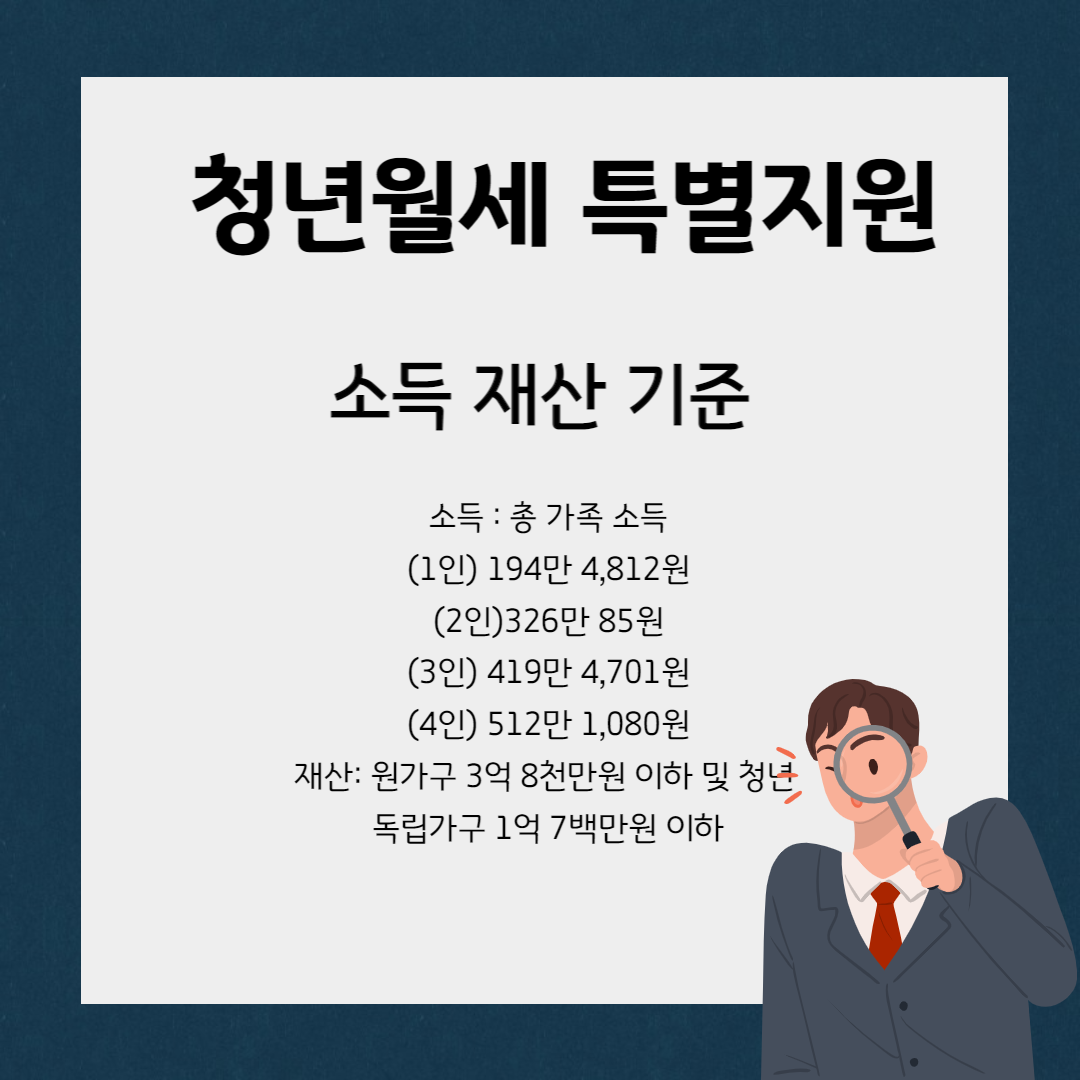 청년월세 특별지원
소득 재산 기준
소득 : 총 가족 소득
(1인) 194만 4,812원
(2인)326만 85원
(3인) 419만 4,701원
(4인) 512만 1,080원
재산: 원가구 3억 8천만원 이하 및 청년
독립가구 1억 7백만원 이하